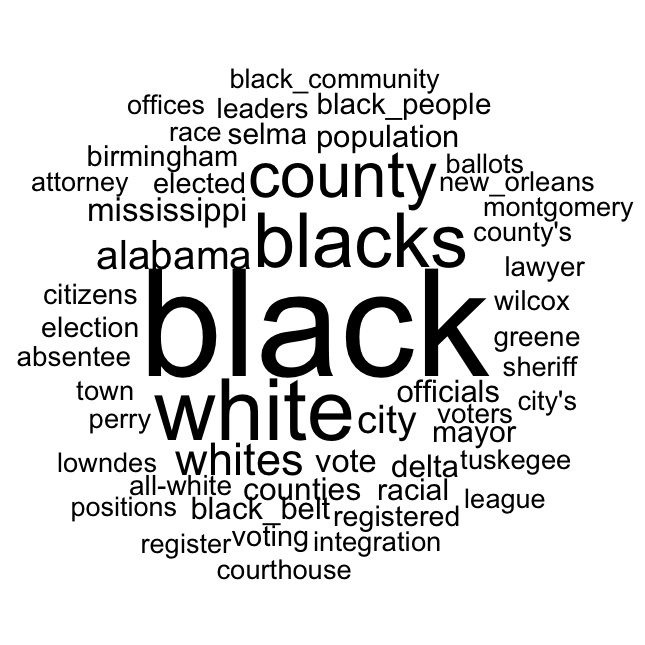 black_community
offices leaders black_people
race selma population
birmingham county ballots
attorney elected new_orleans
mississippi montgomery
alabama blacks county's
lawyer
citizens black wilcox
election greene
absentee sheriff
town officials city's
perry white city voters
mayor
lowndes whites vote delta tuskegee
all-white counties racial league
positions black_belt registered
register voting integration
courthouse